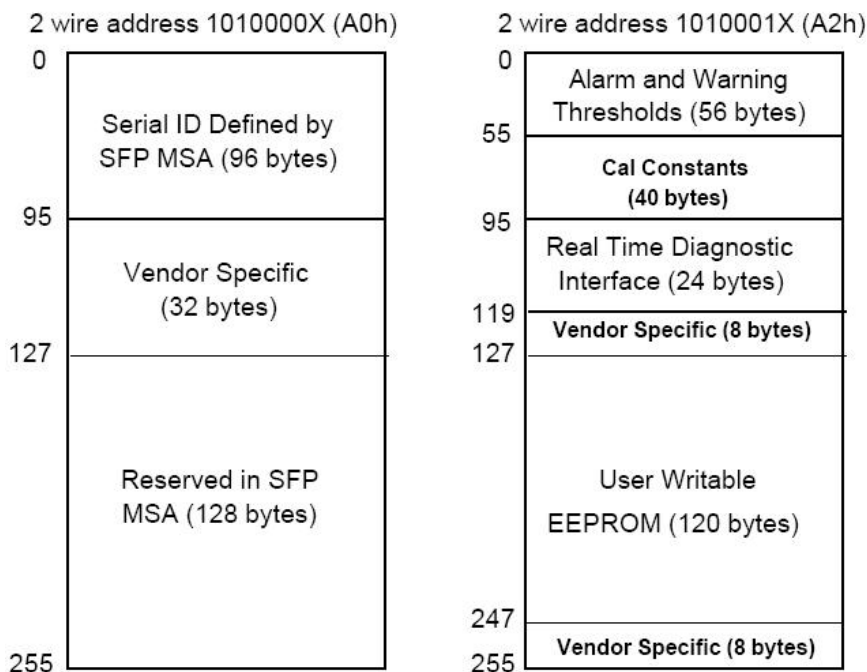 2 wire address 1010000X (A0h)
0
Serial ID Defined by
SFP MSA (96 bytes)
95
Vendor Specific
(32 bytes)
127
Reserved in SFP
MSA (128 bytes)
255
2 wire address 1010001X (A2h)
0
Alarm and Warning
Thresholds (56 bytes)
55
Cal Constants
(40 bytes)
95
Real Time Diagnostic
Interface (24 bytes)
119
Vendor Specific (8 bytes)
127
User Writable
EEPROM (120 bytes)
247
Vendor Specific (8 bytes)
255